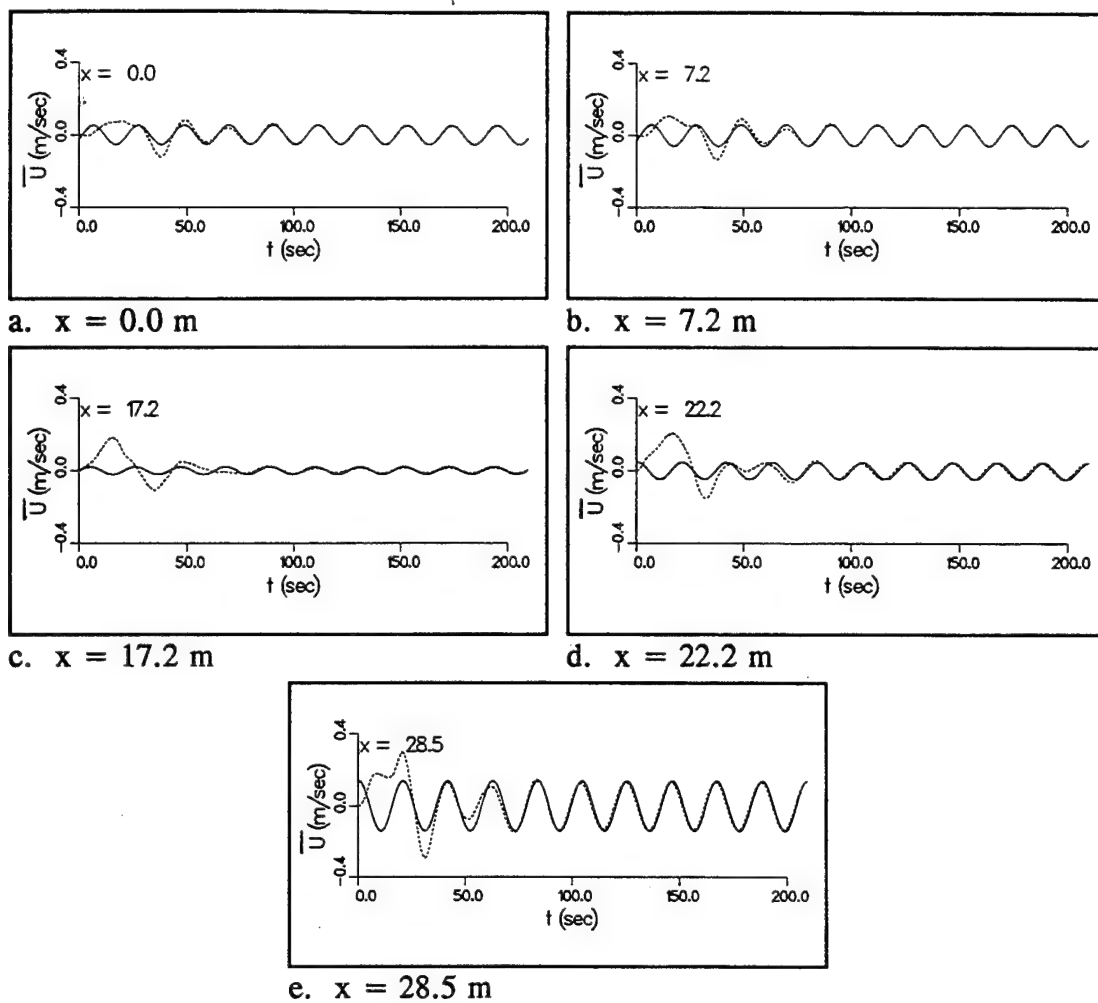 0.4
x = 0.0
0.0
U (m/sec)
-0.4
0.0 50.0 100.0 150.0 200.0
t (sec)
a. x = 0.0 m
0.4
x = 7.2
0.0
U (m/sec)
-0.4
0.0 50.0 100.0 150.0 200.0
t (sec)
b. x = 7.2 m
0.4
x = 17.2
0.0
U (m/sec)
-0.4
0.0 50.0 100.0 150.0 200.0
t (sec)
c. x = 17.2 m
0.4
x = 22.2
0.0
U (m/sec)
-0.4
0.0 50.0 100.0 150.0 200.0
t (sec)
d. x = 22.2 m
0.4
x = 28.5
0.0
U (m/sec)
-0.4
0.0 50.0 100.0 150.0 200.0
t (sec)
e. x = 28.5 m